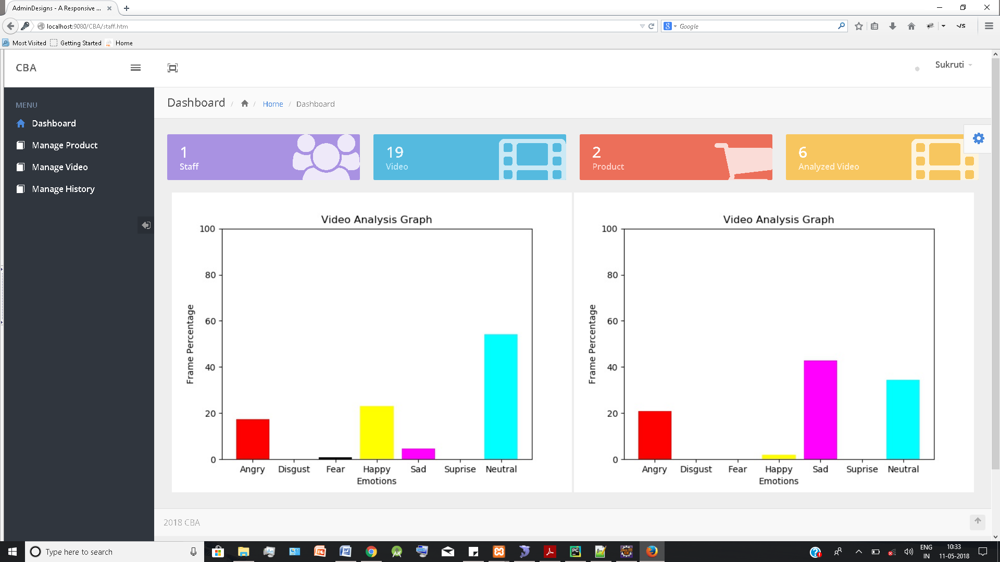 AdminDesigns - A Responsive ...
localhost:9080/CBA/staff.htm
Google
Most Visited Getting Started Home
CBA
Sukruti
MENU
Dashboard
Manage Product
Manage Video
Manage History
Dashboard / / Home / Dashboard
1
Staff
19
Video
2
Product
6
Analyzed Video
Video Analysis Graph
100
80
60
40
20
0
Frame Percentage
Angry Disgust Fear Happy Sad Suprise Neutral
Emotions
Video Analysis Graph
100
80
60
40
20
0
Frame Percentage
Angry Disgust Fear Happy Sad Suprise Neutral
Emotions
2018 CBA
Type here to search
ENG
IN
10:33
11-05-2018